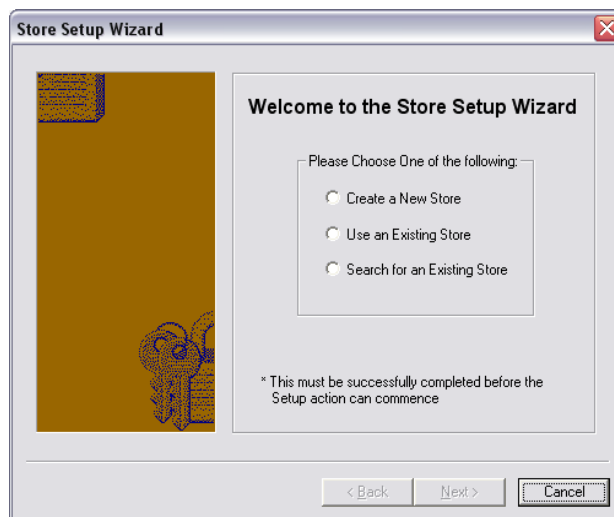 Store Setup Wizard
Welcome to the Store Setup Wizard
Please Choose One of the following:
Create a New Store
Use an Existing Store
Search for an Existing Store
* This must be successfully completed before the
Setup action can commence
< Back
Next >
Cancel